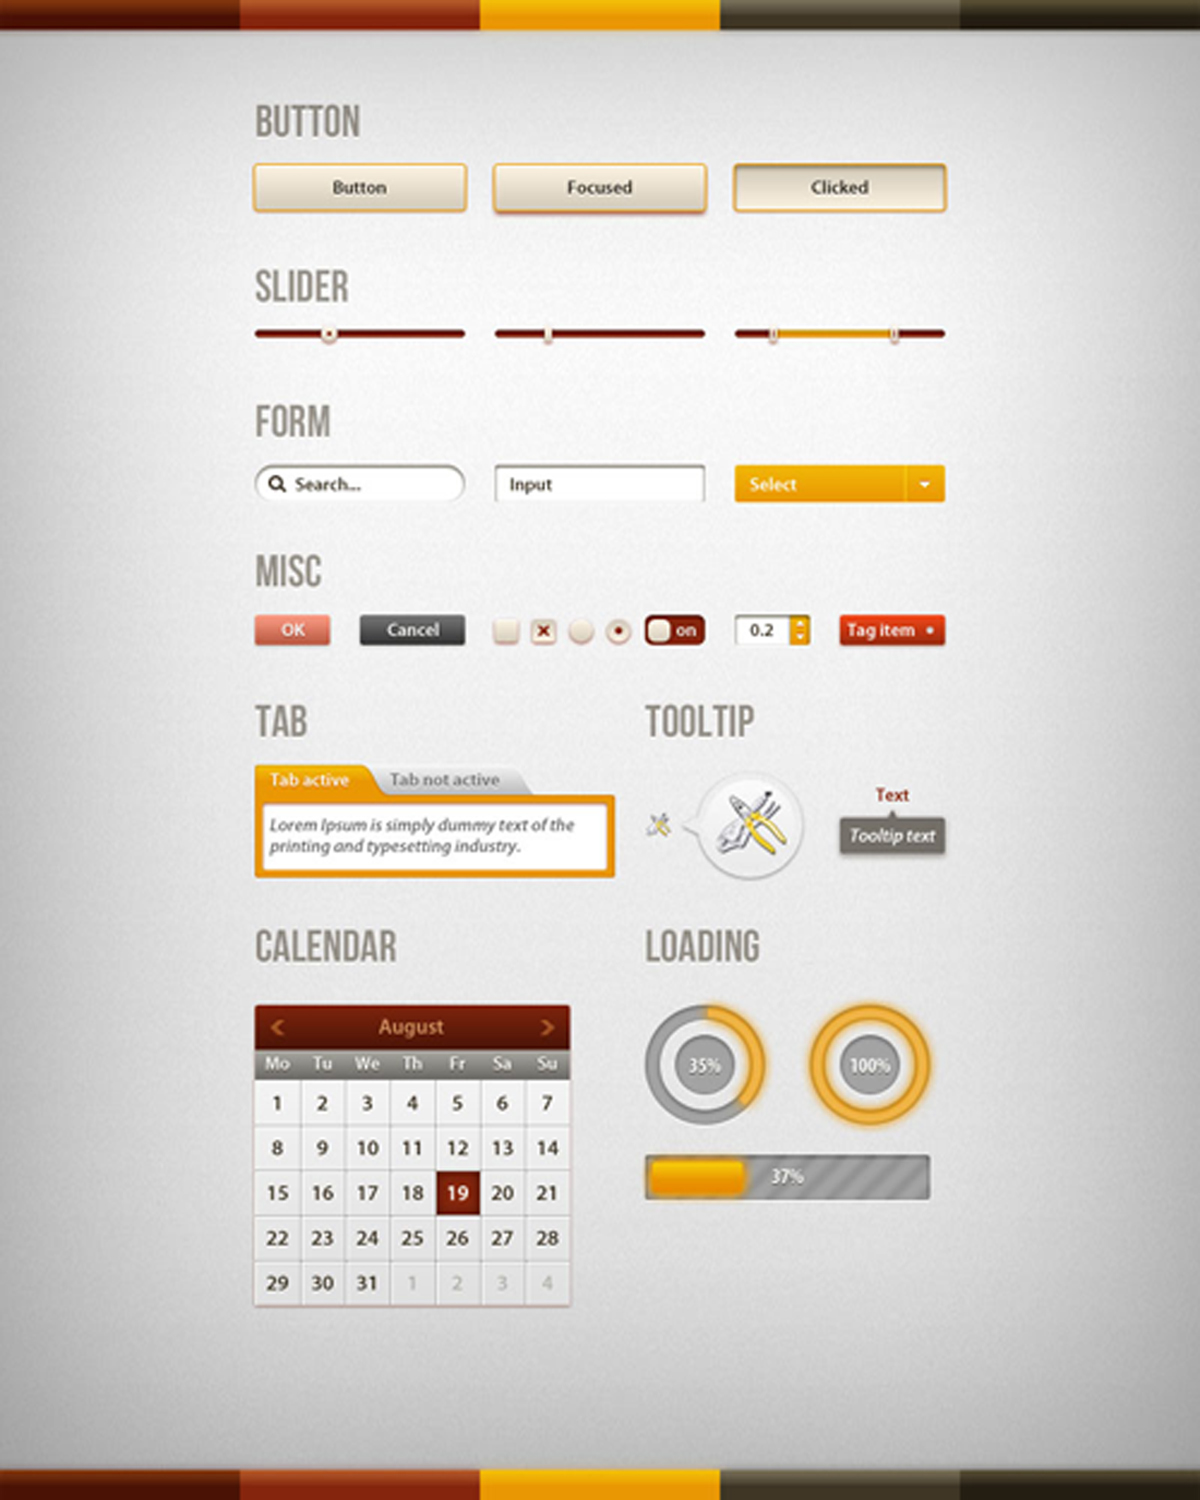 BUTTON
Button Focused Clicked
SLIDER
FORM
Search... Input Select
MISC
OK Cancel on 0.2 Tag item
TAB TOOLTIP
Tab active Tab not active
Text
Lorem Ipsum is simply dummy text of the
printing and typesetting industry.
Tooltip text
CALENDAR LOADING
August
Mo Tu We Th Fr Sa Su
1 2 3 4 5 6 7
8 9 10 11 12 13 14
15 16 17 18 19 20 21
22 23 24 25 26 27 28
29 30 31 1 2 3 4
35% 100%
37%